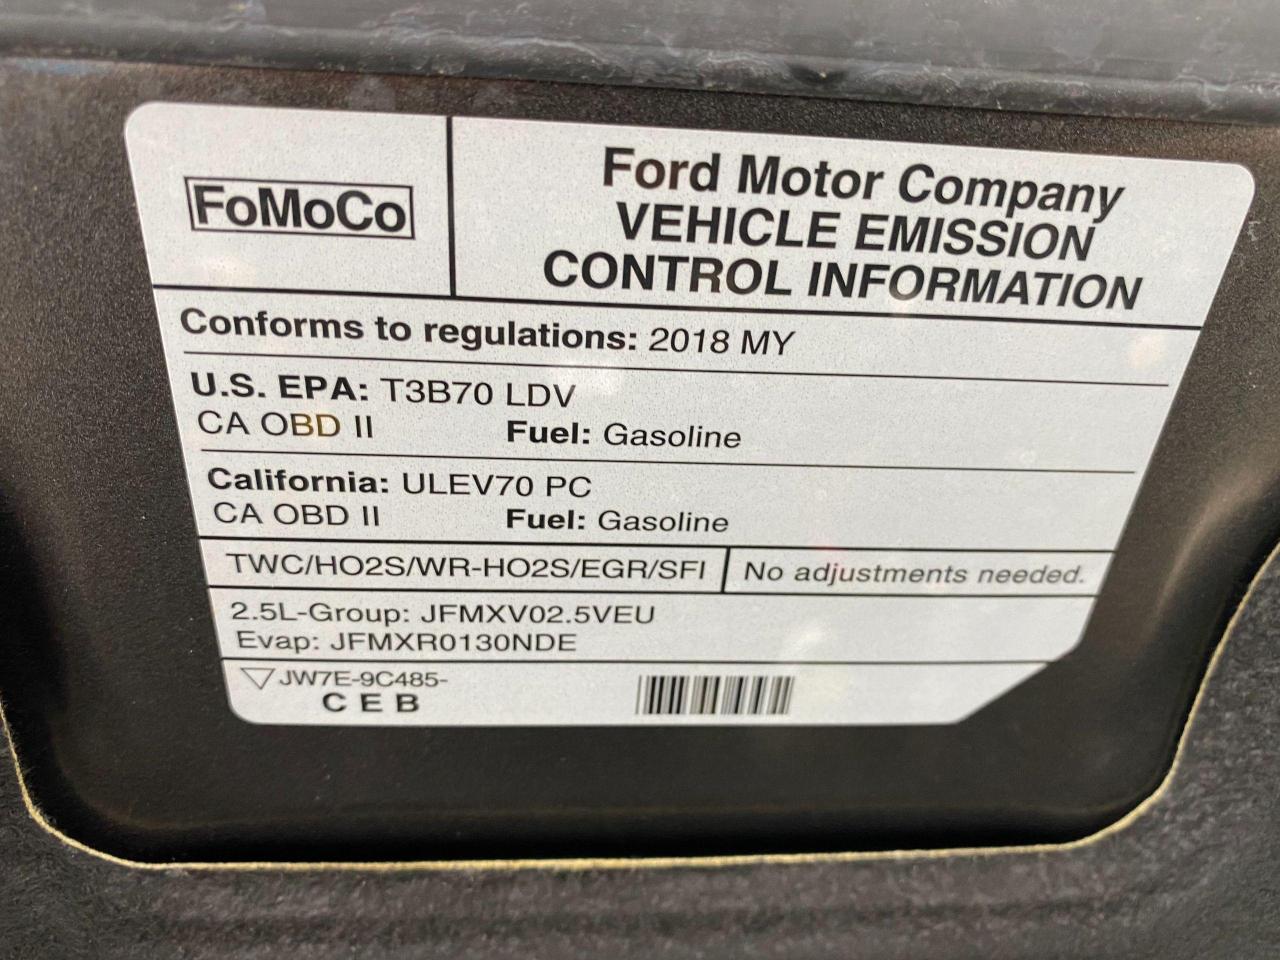 FoMoCo
Ford Motor Company
VEHICLE EMISSION
CONTROL INFORMATION
Conforms to regulations: 2018 MY
U.S. EPA: T3B70 LDV
CA OBD II Fuel: Gasoline
California: ULEV70 PC
CA OBD II Fuel: Gasoline
TWC/HO2S/WR-HO2S/EGR/SFI No adjustments needed.
2.5L-Group: JFMXV02.5VEU
Evap: JFMXR0130NDE
JW7E-9C485-
C E B